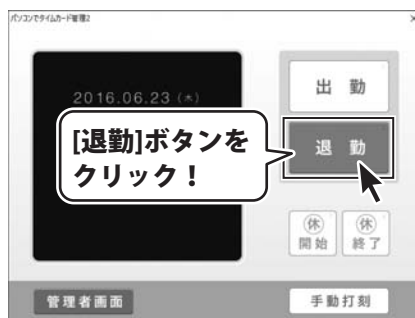 パソコンでタイムカード管理2
×
2016.06.23 (木)
出 勤
[退勤]ボタンを
クリック！
退 勤
休 休
開始 終了
管理者画面
手動打刻